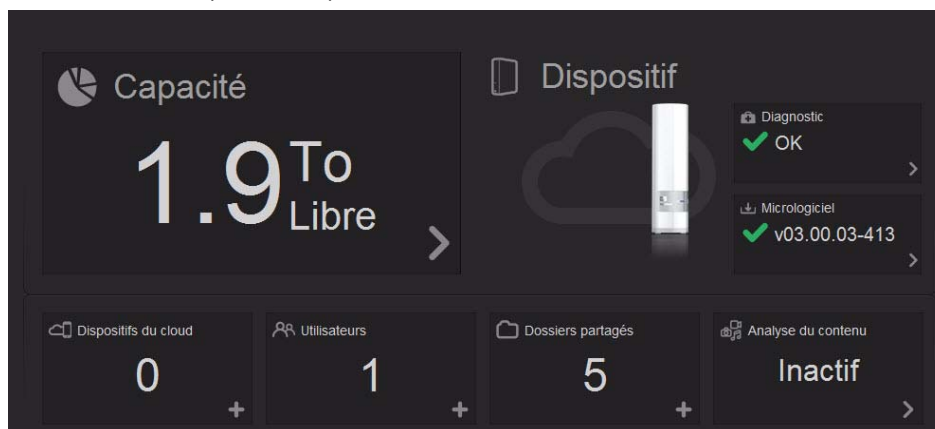 Capacité
1.9 To
Libre
Dispositif
Diagnostic
OK
Micrologiciel
v03.00.03-413
Dispositifs du cloud
0
Utilisateurs
1
Dossiers partagés
5
Analyse du contenu
Inactif